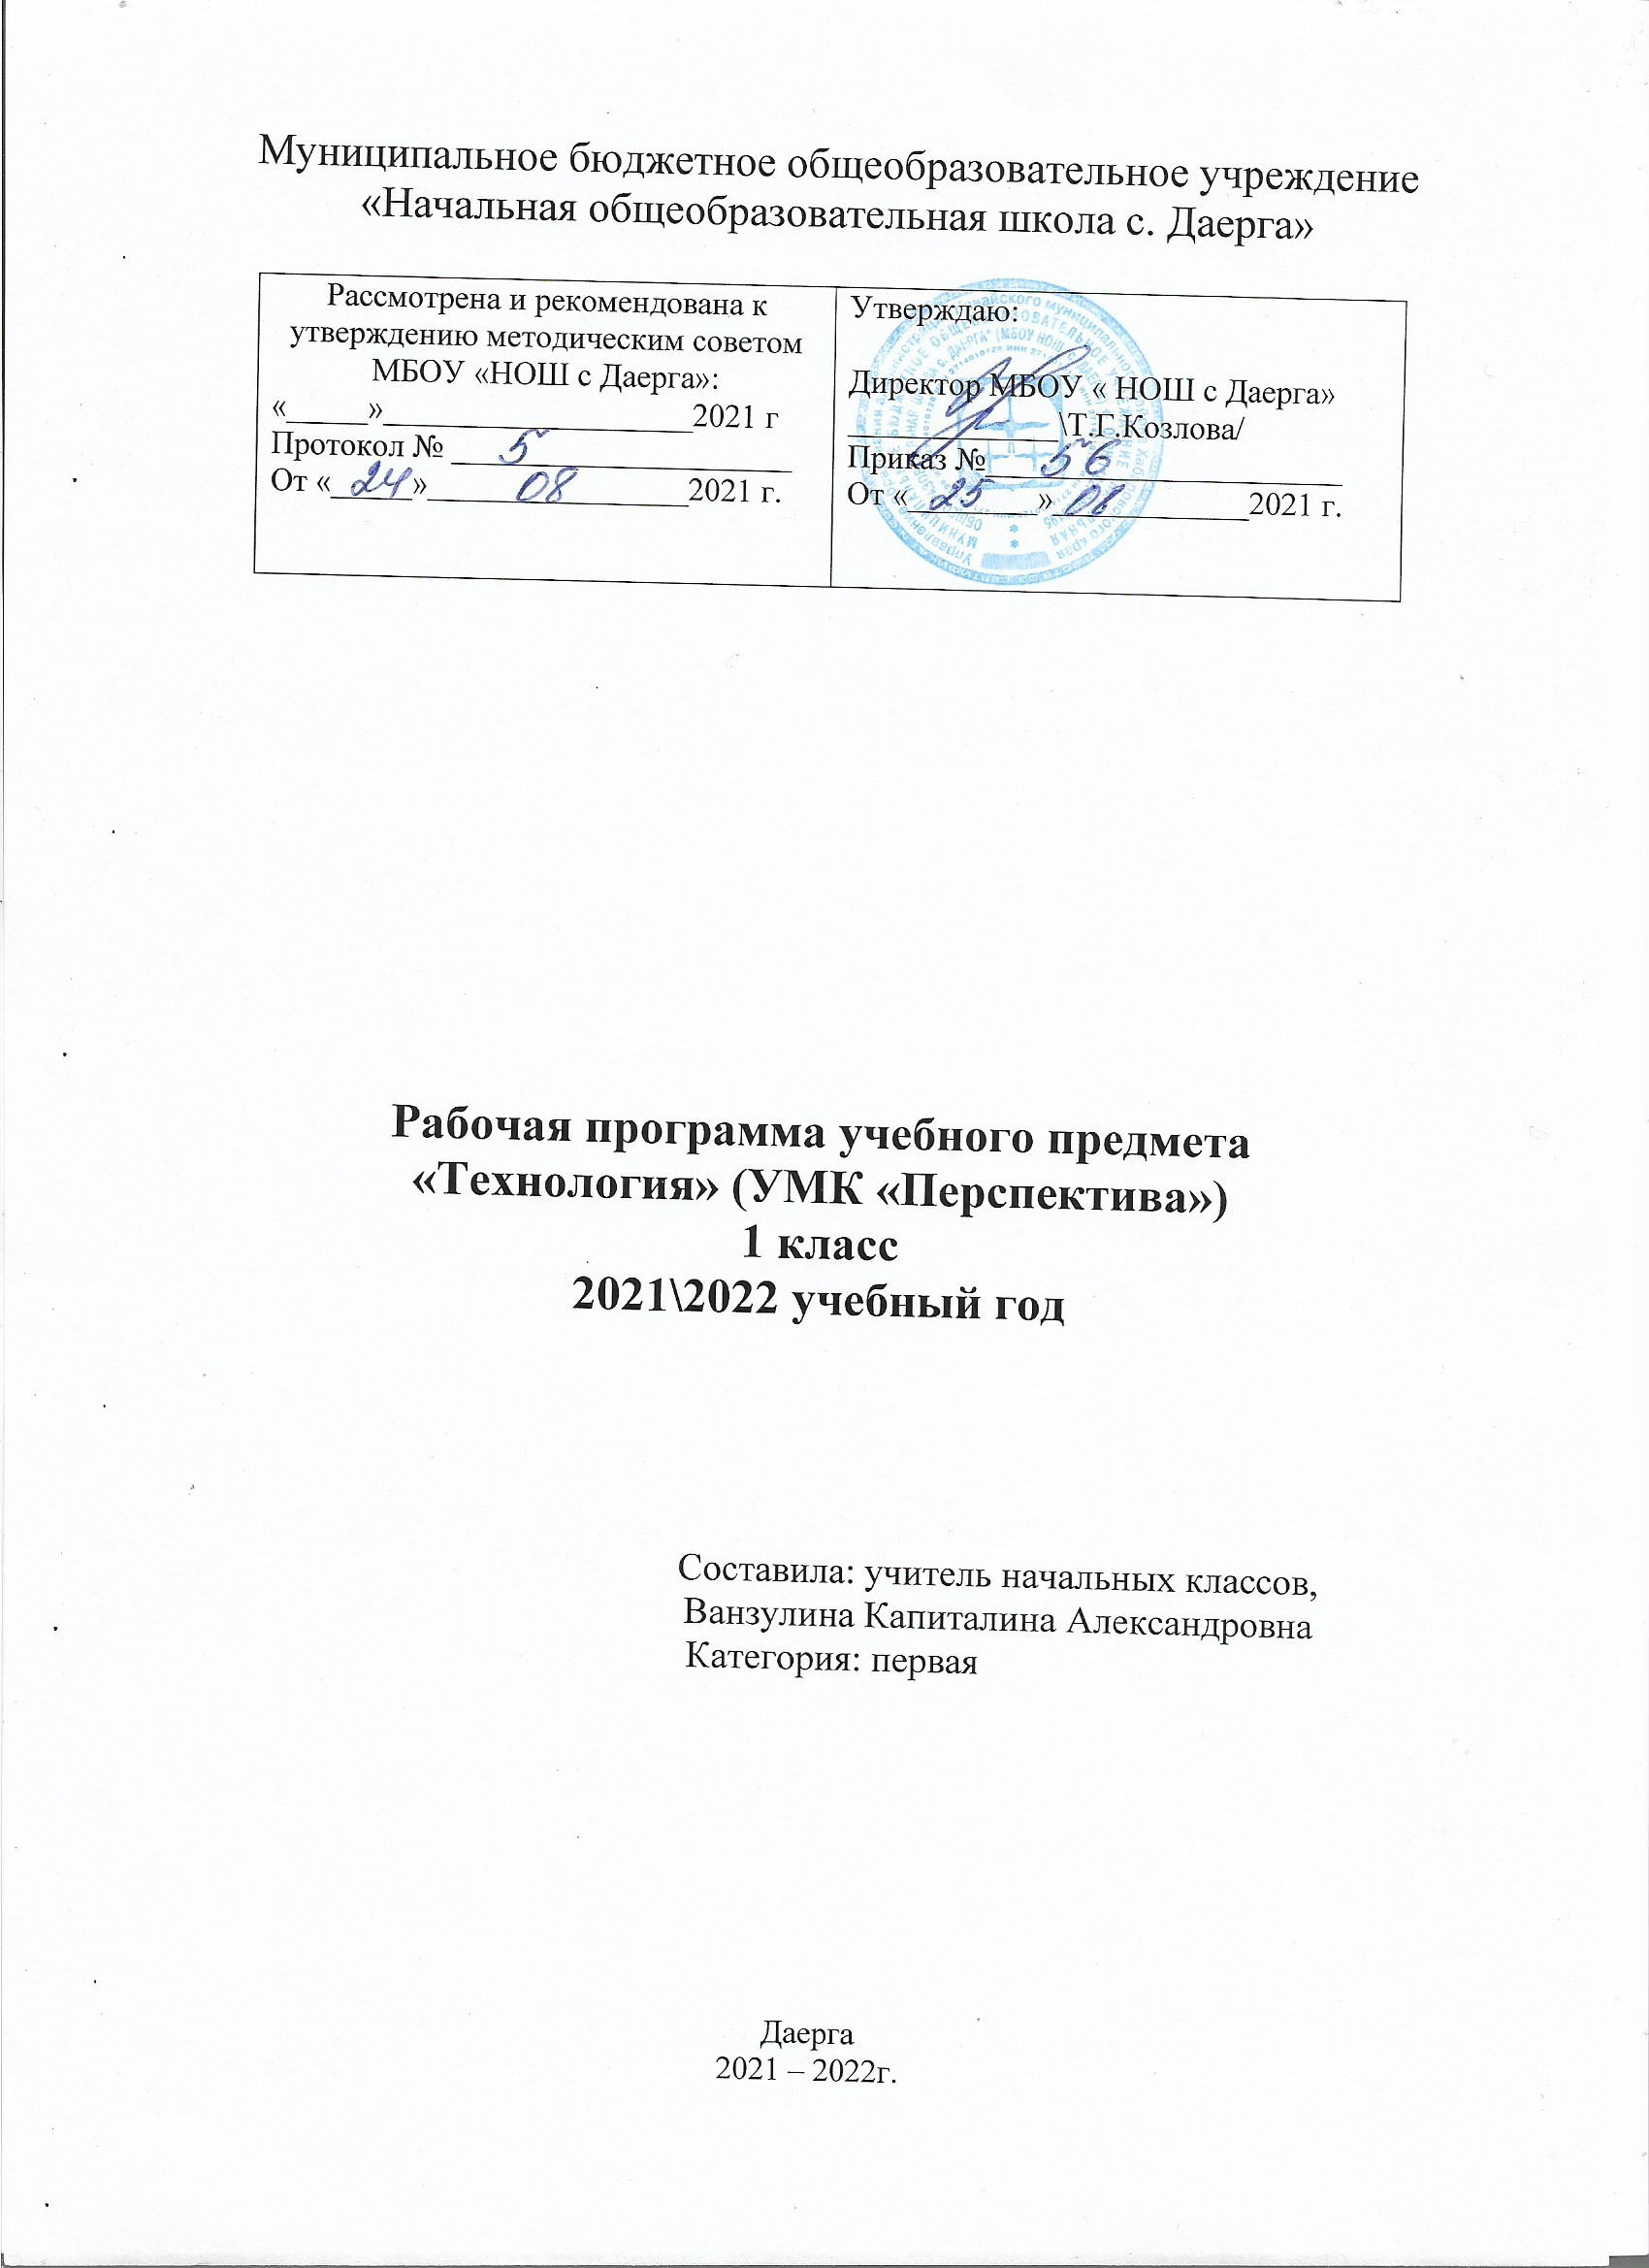 Муниципальное бюджетное общеобразовательное учреждение
«Начальная общеобразовательная школа с. Даерга»
Рассмотрена и рекомендована к
утверждению методическим советом
МБОУ «НОШ с Даерга»:
«_____»___________________2021 г
Протокол № 5
От «24» 08 2021 г.
Утверждаю:
Директор МБОУ « НОШ с Даерга»
_____________\Т.Г.Козлова/
Приказ № 56
От «25» 08 2021 г.
Рабочая программа учебного предмета
«Технология» (УМК «Перспектива»)
1 класс
2021\2022 учебный год
Составила: учитель начальных классов,
Ванзулина Капиталина Александровна
Категория: первая
Даерга
2021 – 2022г.